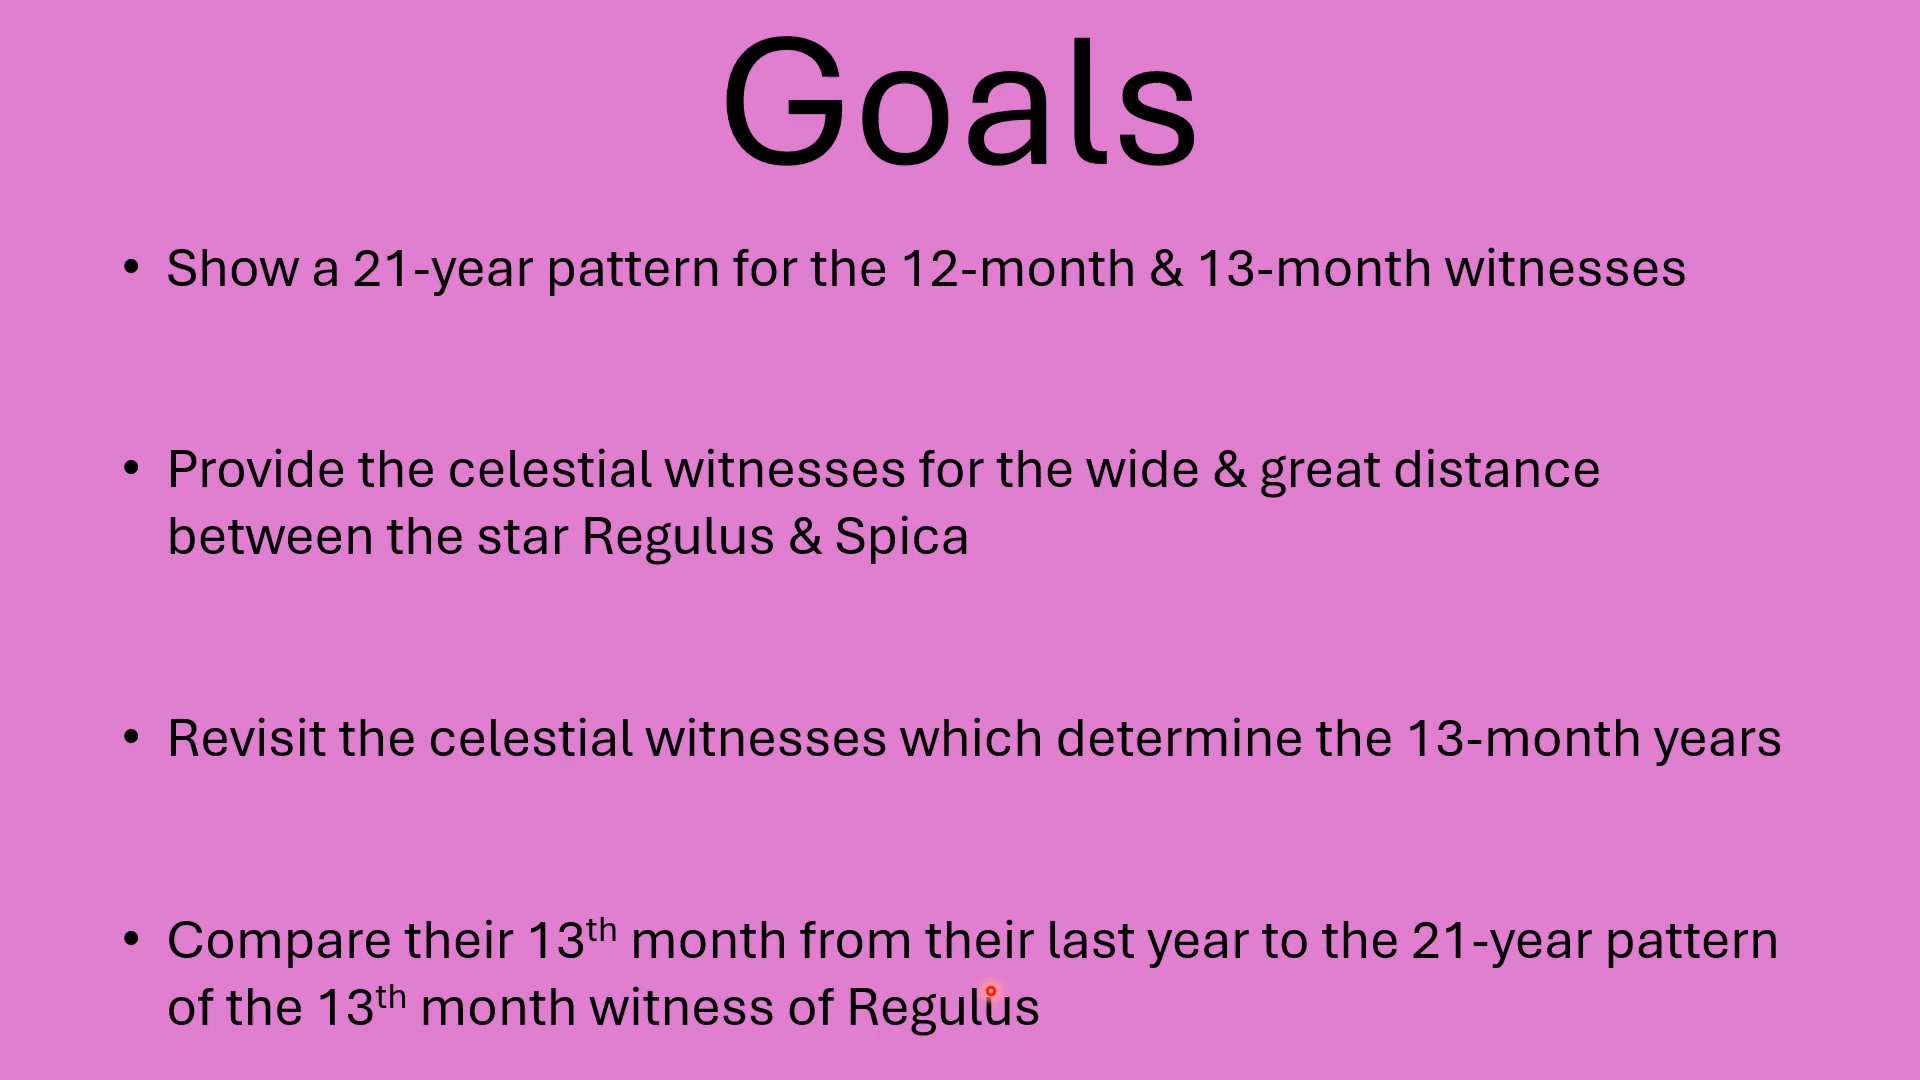 Goals
• Show a 21-year pattern for the 12-month & 13-month witnesses
• Provide the celestial witnesses for the wide & great distance
between the star Regulus & Spica
• Revisit the celestial witnesses which determine the 13-month years
• Compare their 13th month from their last year to the 21-year pattern
of the 13th month witness of Regulus